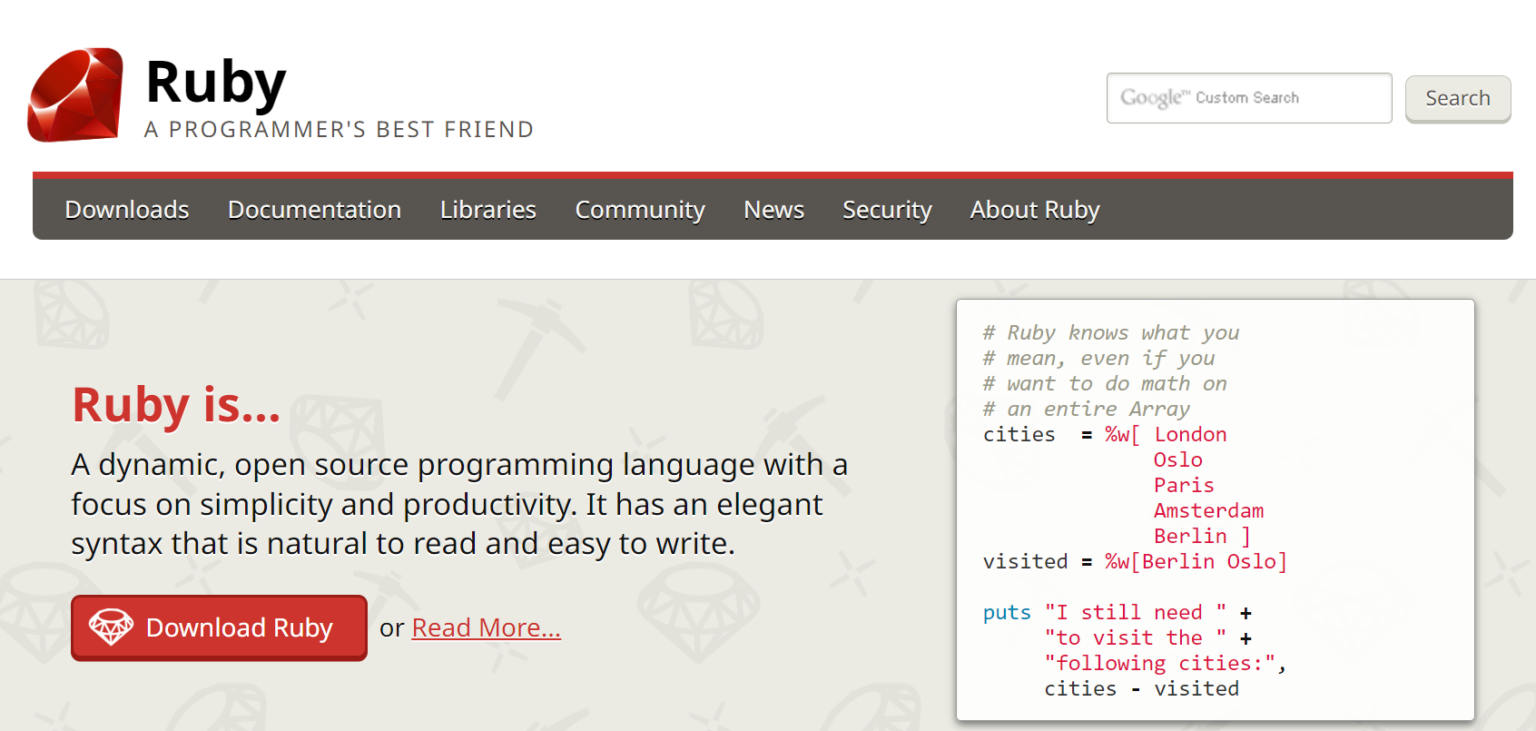 Ruby
A PROGRAMMER'S BEST FRIEND
Google™ Custom Search
Search
Downloads Documentation Libraries Community News Security About Ruby
Ruby is...
A dynamic, open source programming language with a
focus on simplicity and productivity. It has an elegant
syntax that is natural to read and easy to write.
Download Ruby or Read More...
# Ruby knows what you
# mean, even if you
# want to do math on
# an entire Array
cities  = %w[ London
              Oslo
              Paris
              Amsterdam
              Berlin ]
visited = %w[Berlin Oslo]
puts "I still need " +
     "to visit the " +
     "following cities:",
     cities - visited